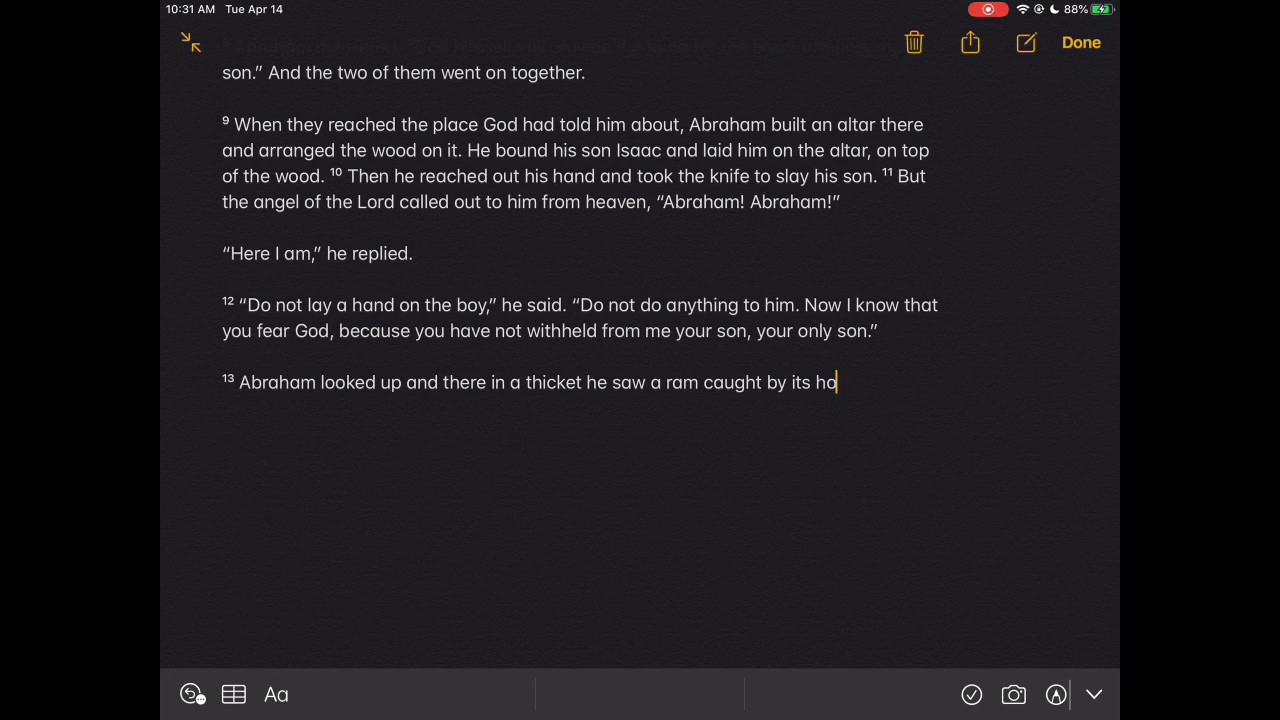 10:31 AM Tue Apr 14 88%
Done
son.” And the two of them went on together.
⁹ When they reached the place God had told him about, Abraham built an altar there
and arranged the wood on it. He bound his son Isaac and laid him on the altar, on top
of the wood. ¹⁰ Then he reached out his hand and took the knife to slay his son. ¹¹ But
the angel of the Lord called out to him from heaven, “Abraham! Abraham!”
“Here I am,” he replied.
¹² “Do not lay a hand on the boy,” he said. “Do not do anything to him. Now I know that
you fear God, because you have not withheld from me your son, your only son.”
¹³ Abraham looked up and there in a thicket he saw a ram caught by its ho
Aa